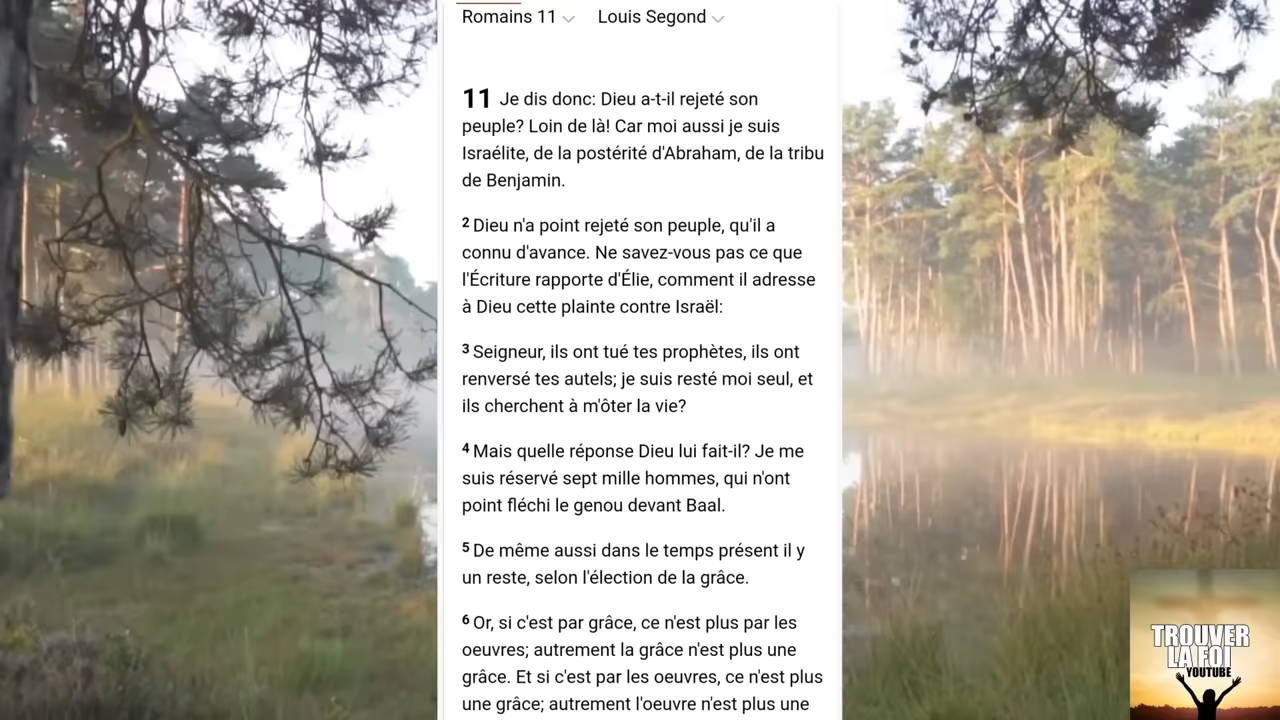 Romains 11 Louis Segond
11 Je dis donc: Dieu a-t-il rejeté son
peuple? Loin de là! Car moi aussi je suis
Israélite, de la postérité d'Abraham, de la tribu
de Benjamin.
2 Dieu n'a point rejeté son peuple, qu'il a
connu d'avance. Ne savez-vous pas ce que
l'Écriture rapporte d'Élie, comment il adresse
à Dieu cette plainte contre Israël:
3 Seigneur, ils ont tué tes prophètes, ils ont
renversé tes autels; je suis resté moi seul, et
ils cherchent à m'ôter la vie?
4 Mais quelle réponse Dieu lui fait-il? Je me
suis réservé sept mille hommes, qui n'ont
point fléchi le genou devant Baal.
5 De même aussi dans le temps présent il y
un reste, selon l'élection de la grâce.
6 Or, si c'est par grâce, ce n'est plus par les
oeuvres; autrement la grâce n'est plus une
grâce. Et si c'est par les oeuvres, ce n'est plus
une grâce; autrement l'oeuvre n'est plus une
TROUVER
LA FOI
YOUTUBE